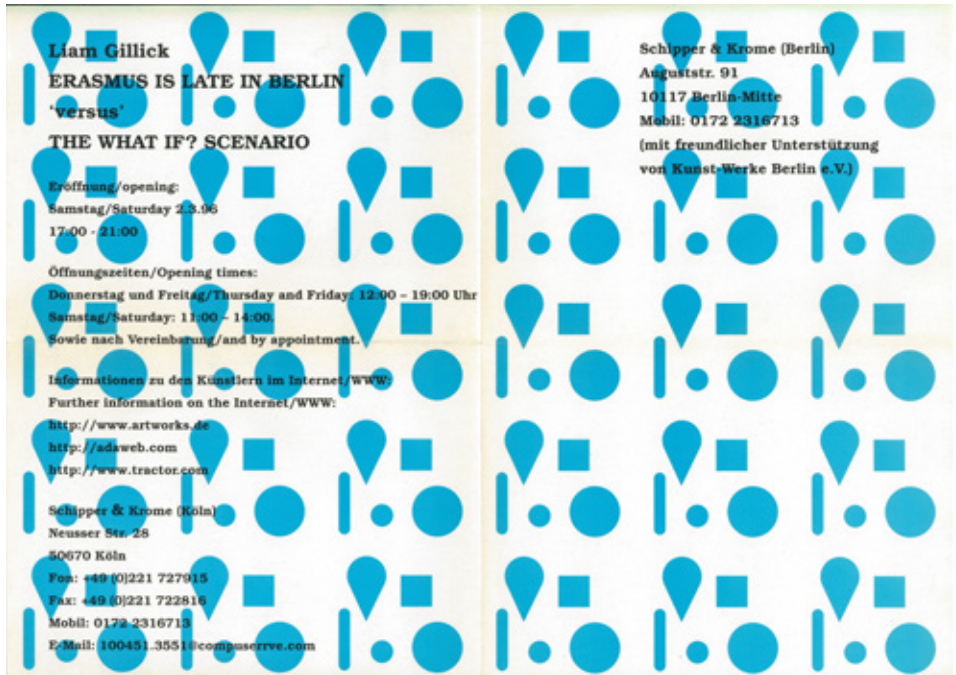 Liam Gillick
ERASMUS IS LATE IN BERLIN
'versus'
THE WHAT IF? SCENARIO
Eröffnung/opening:
Samstag/Saturday 2.3.96
17:00 - 21:00
Öffnungszeiten/Opening times:
Donnerstag und Freitag/Thursday and Friday: 12:00 – 19:00 Uhr
Samstag/Saturday: 11:00 – 14:00.
Sowie nach Vereinbarung/and by appointment.
Informationen zu den Künstlern im Internet/WWW:
Further information on the Internet/WWW:
http://www.artworks.de
http://adaweb.com
http://www.tractor.com
Schipper & Krome (Köln)
Neusser Str. 28
50670 Köln
Fon: +49 (0)221 727915
Fax: +49 (0)221 722816
Mobil: 0172 2316713
E-Mail: 100451.3551@compuserrve.com
Schipper & Krome (Berlin)
Auguststr. 91
10117 Berlin-Mitte
Mobil: 0172 2316713
(mit freundlicher Unterstützung
von Kunst-Werke Berlin e.V.)